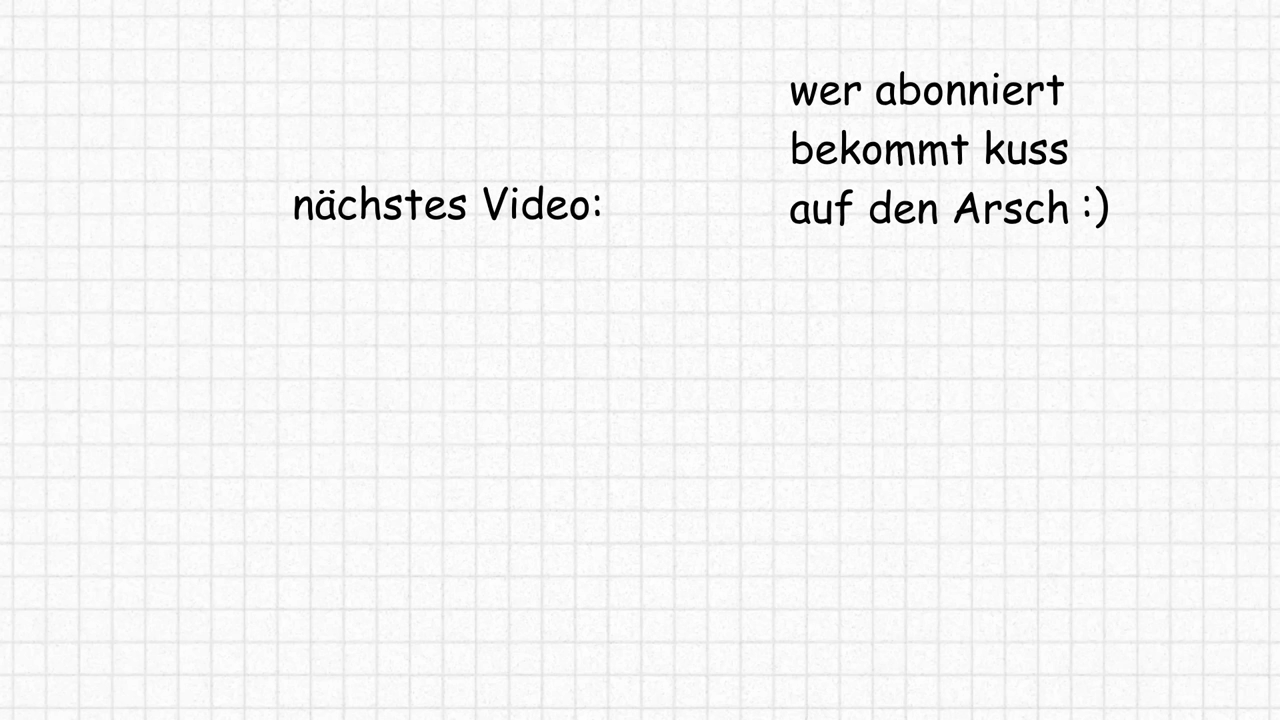 nächstes Video:
wer abonniert
bekommt kuss
auf den Arsch :)